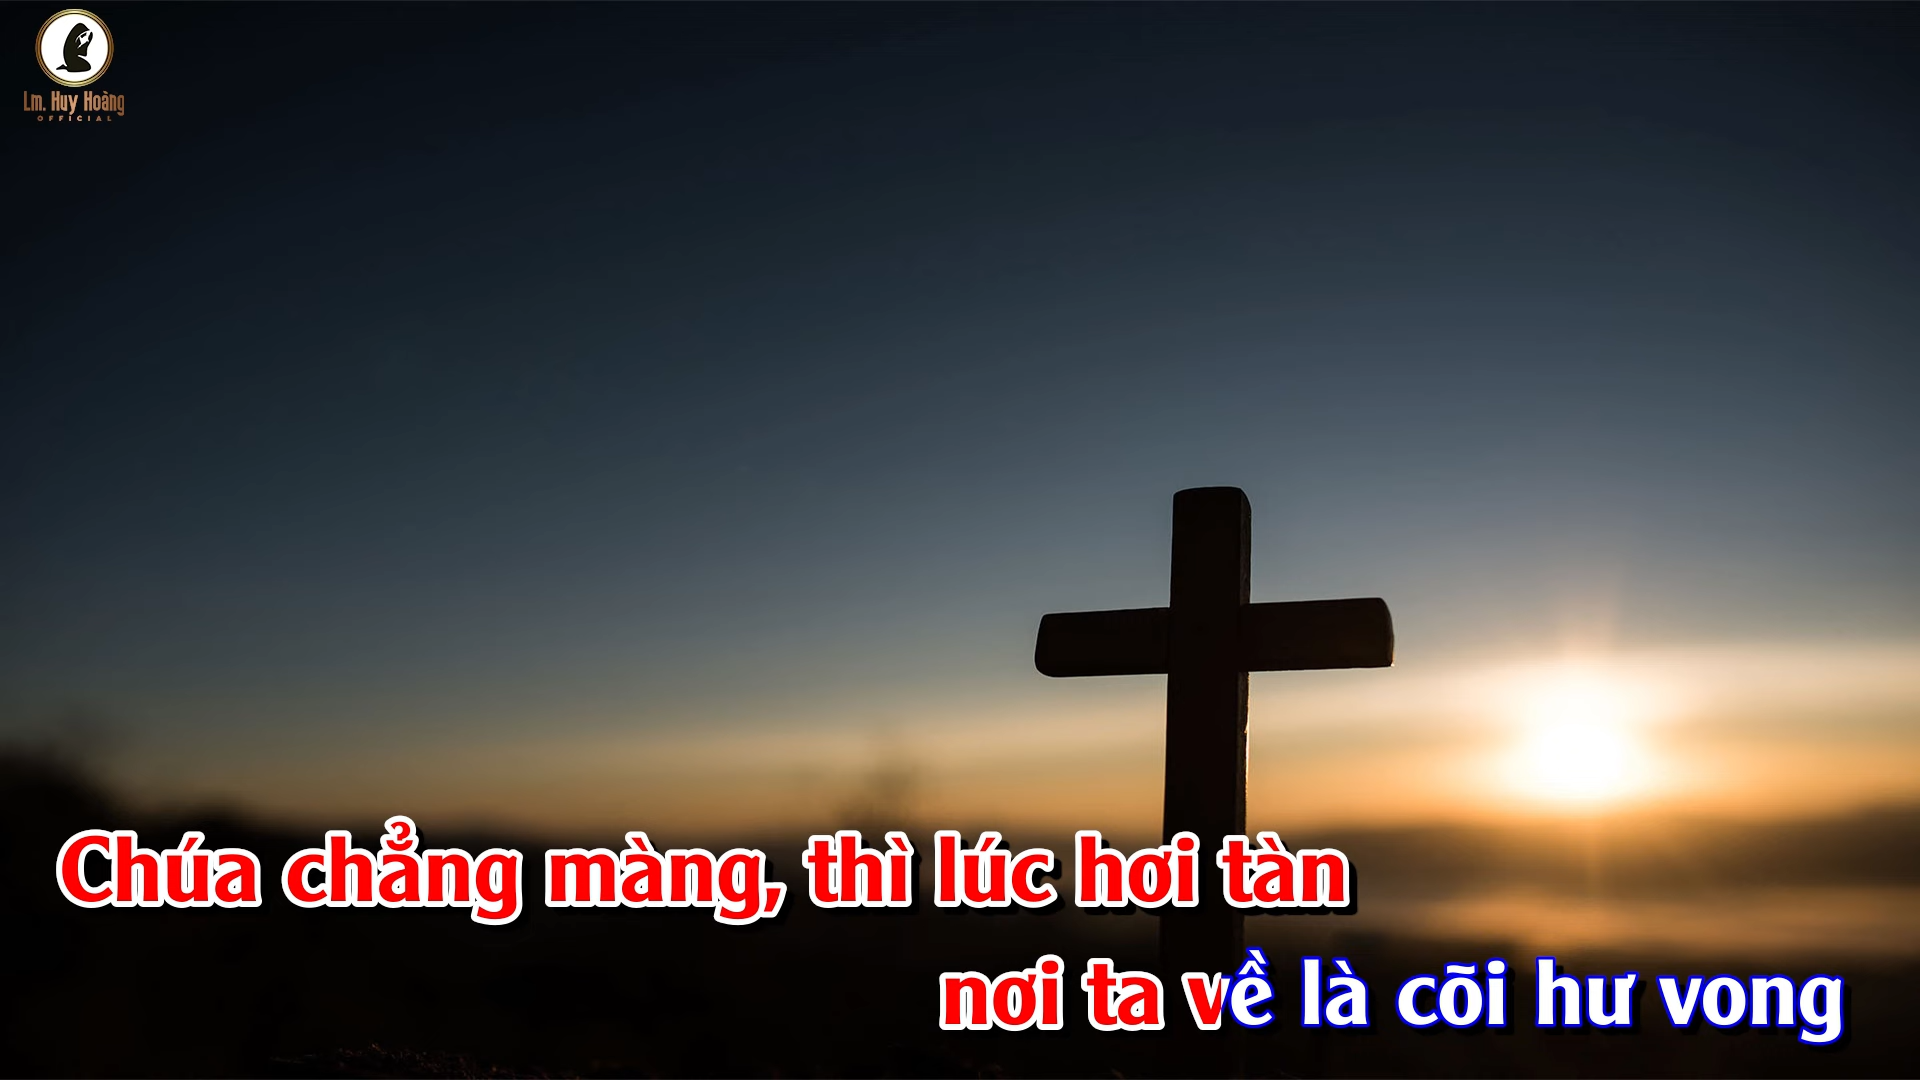 Lm. Huy Hoàng
OFFICIAL
Chúa chẳng màng, thì lúc hơi tàn
nơi ta về là cõi hư vong